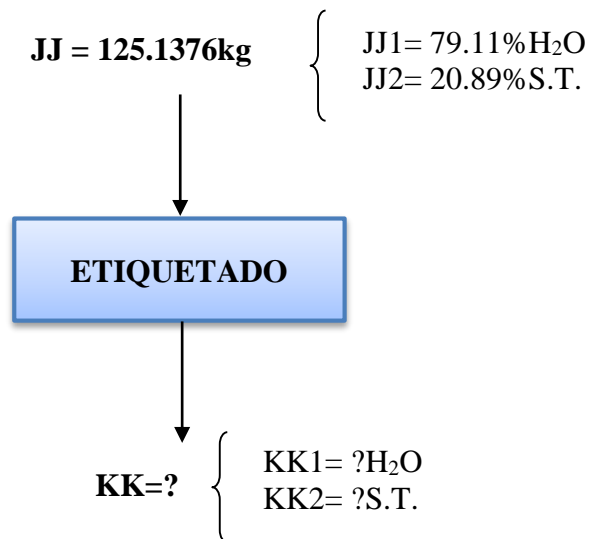 JJ = 125.1376kg
JJ1= 79.11%H₂O
JJ2= 20.89%S.T.
ETIQUETADO
KK=?
KK1= ?H₂O
KK2= ?S.T.